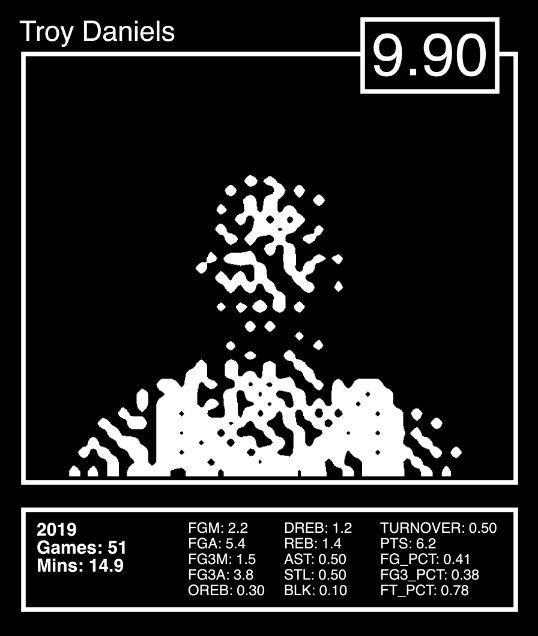 Troy Daniels
9.90
2019
Games: 51
Mins: 14.9
FGM: 2.2
FGA: 5.4
FG3M: 1.5
FG3A: 3.8
OREB: 0.30
DREB: 1.2
REB: 1.4
AST: 0.50
STL: 0.50
BLK: 0.10
TURNOVER: 0.50
PTS: 6.2
FG_PCT: 0.41
FG3_PCT: 0.38
FT_PCT: 0.78